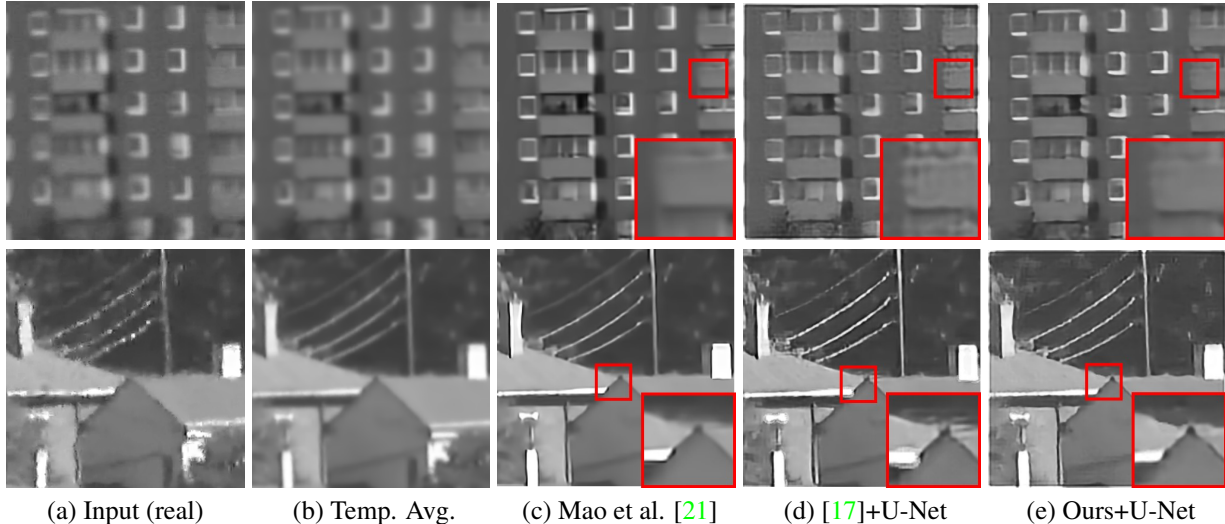 (a) Input (real)
(b) Temp. Avg.
(c) Mao et al. [21]
(d) [17]+U-Net
(e) Ours+U-Net